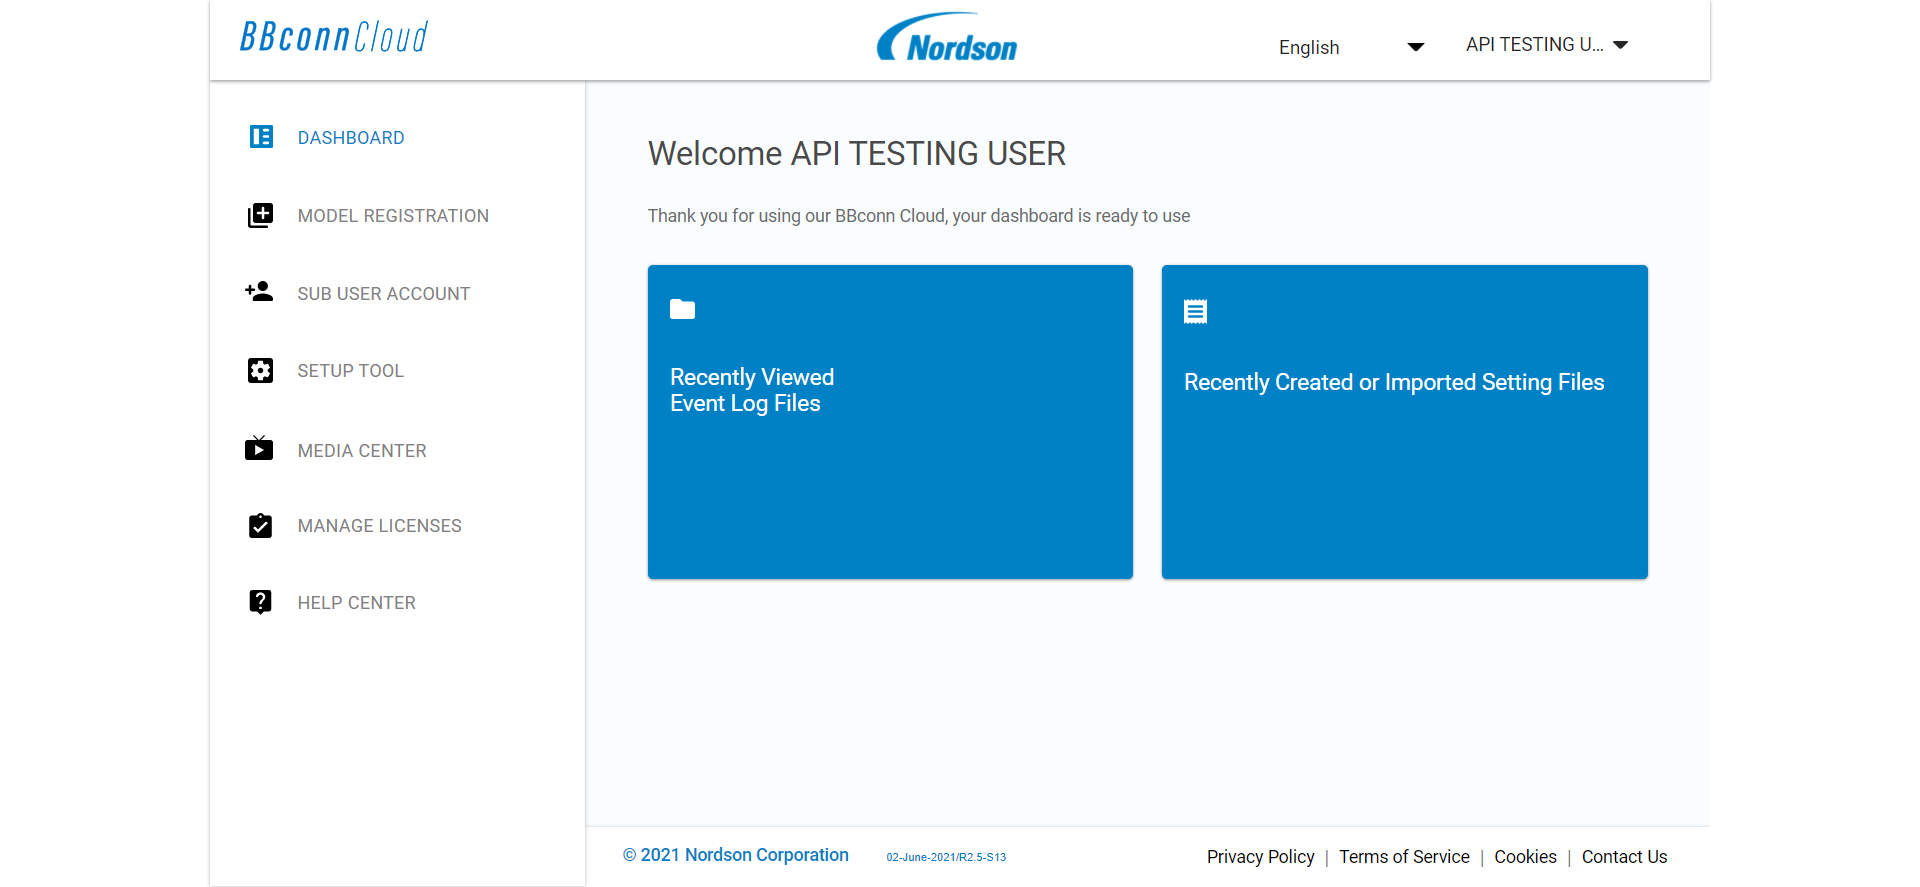 BBconnCloud
Nordson
English
API TESTING U...
DASHBOARD
MODEL REGISTRATION
SUB USER ACCOUNT
SETUP TOOL
MEDIA CENTER
MANAGE LICENSES
HELP CENTER
Welcome API TESTING USER
Thank you for using our BBconn Cloud, your dashboard is ready to use
Recently Viewed
Event Log Files
Recently Created or Imported Setting Files
© 2021 Nordson Corporation
02-June-2021/R2.5-S13
Privacy Policy | Terms of Service | Cookies | Contact Us